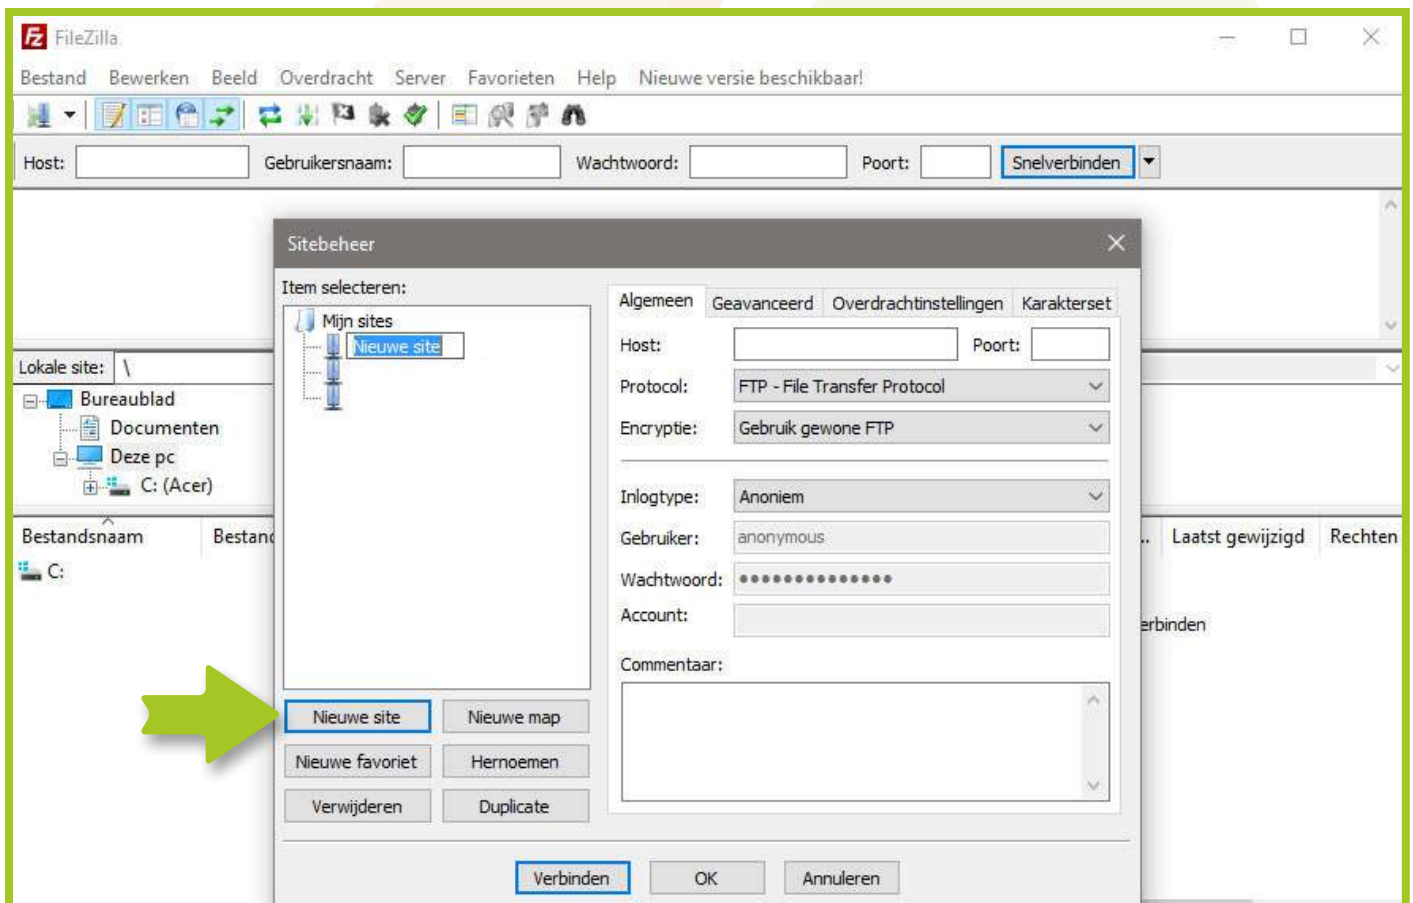 FileZilla
Bestand Bewerken Beeld Overdracht Server Favorieten Help Nieuwe versie beschikbaar!
Host: Gebruikersnaam: Wachtwoord: Poort: Snelverbinden
Sitebeheer
Item selecteren:
Mijn sites
Nieuwe site
Algemeen Geavanceerd Overdrachtinstellingen Karakterset
Host: Poort:
Protocol: FTP - File Transfer Protocol
Encryptie: Gebruik gewone FTP
Inlogtype: Anoniem
Gebruiker: anonymous
Wachtwoord: ●●●●●●●●●●●●●●
Account:
Commentaar:
Nieuwe site Nieuwe map
Nieuwe favoriet Hernoemen
Verwijderen Duplicate
Verbinden OK Annuleren
Lokale site: \
Bureaublad
Documenten
Deze pc
C: (Acer)
Bestandsnaam Bestand .. Laatst gewijzigd Rechten
C:
erbinden